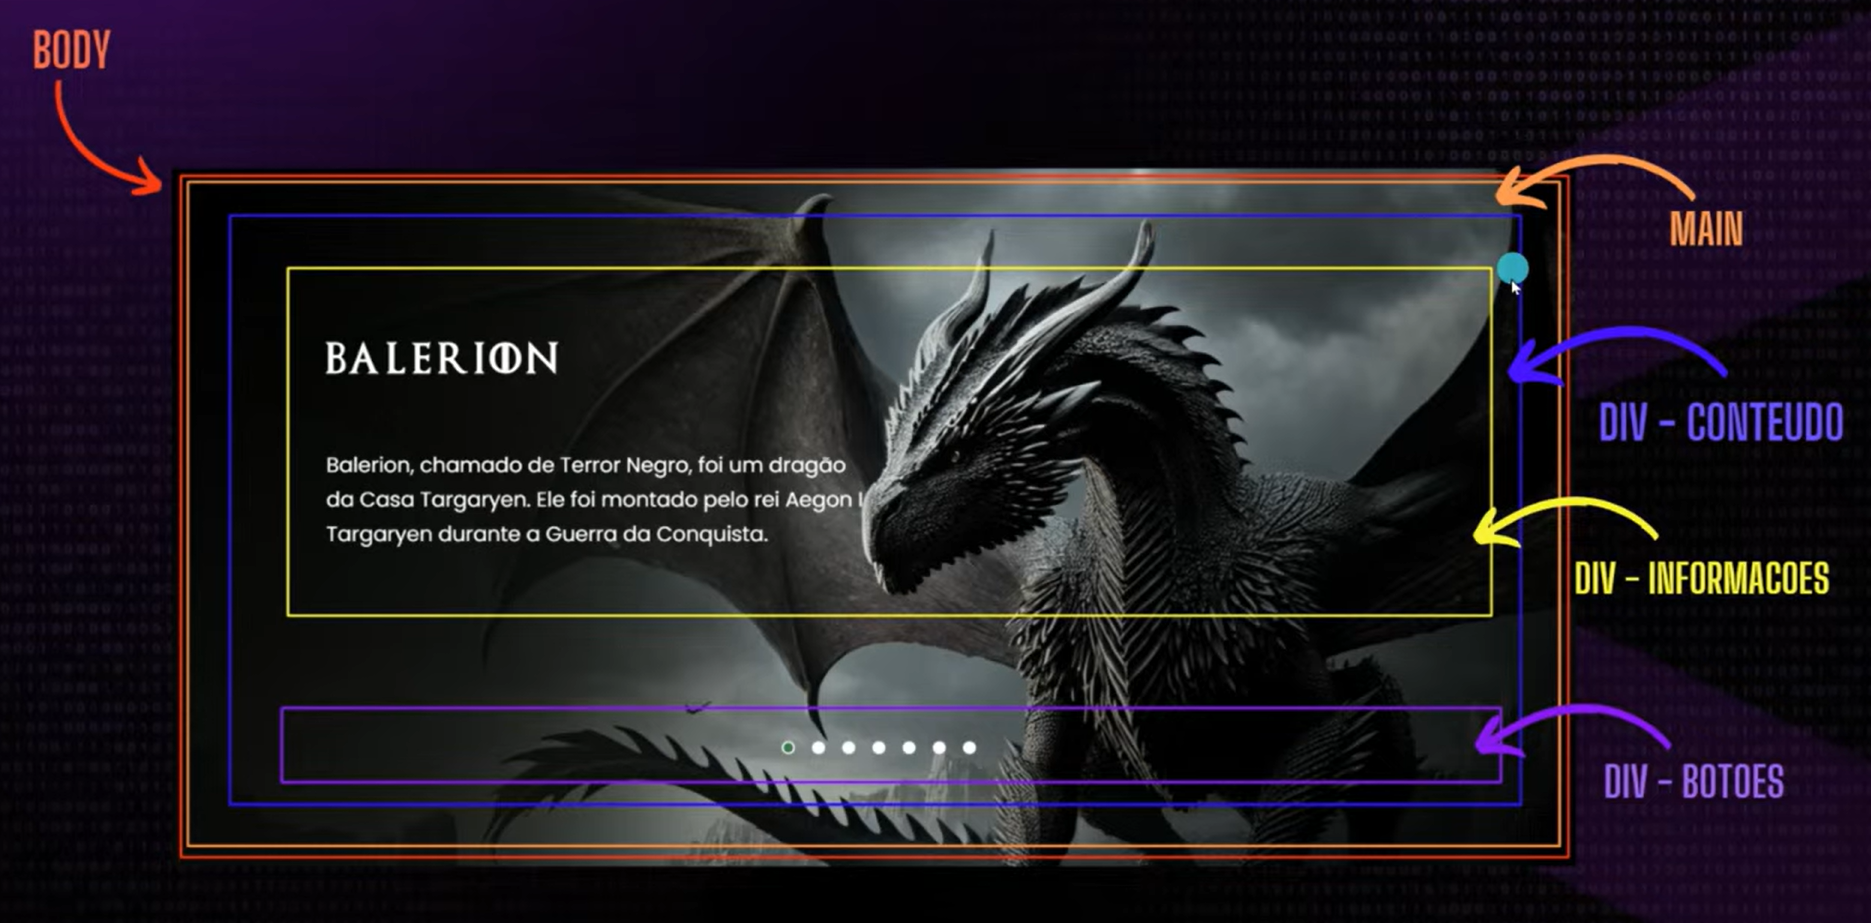 BODY
MAIN
BALERION
DIV - CONTEUDO
Balerion, chamado de Terror Negro, foi um dragão
da Casa Targaryen. Ele foi montado pelo rei Aegon I
Targaryen durante a Guerra da Conquista.
DIV - INFORMACOES
DIV - BOTOES